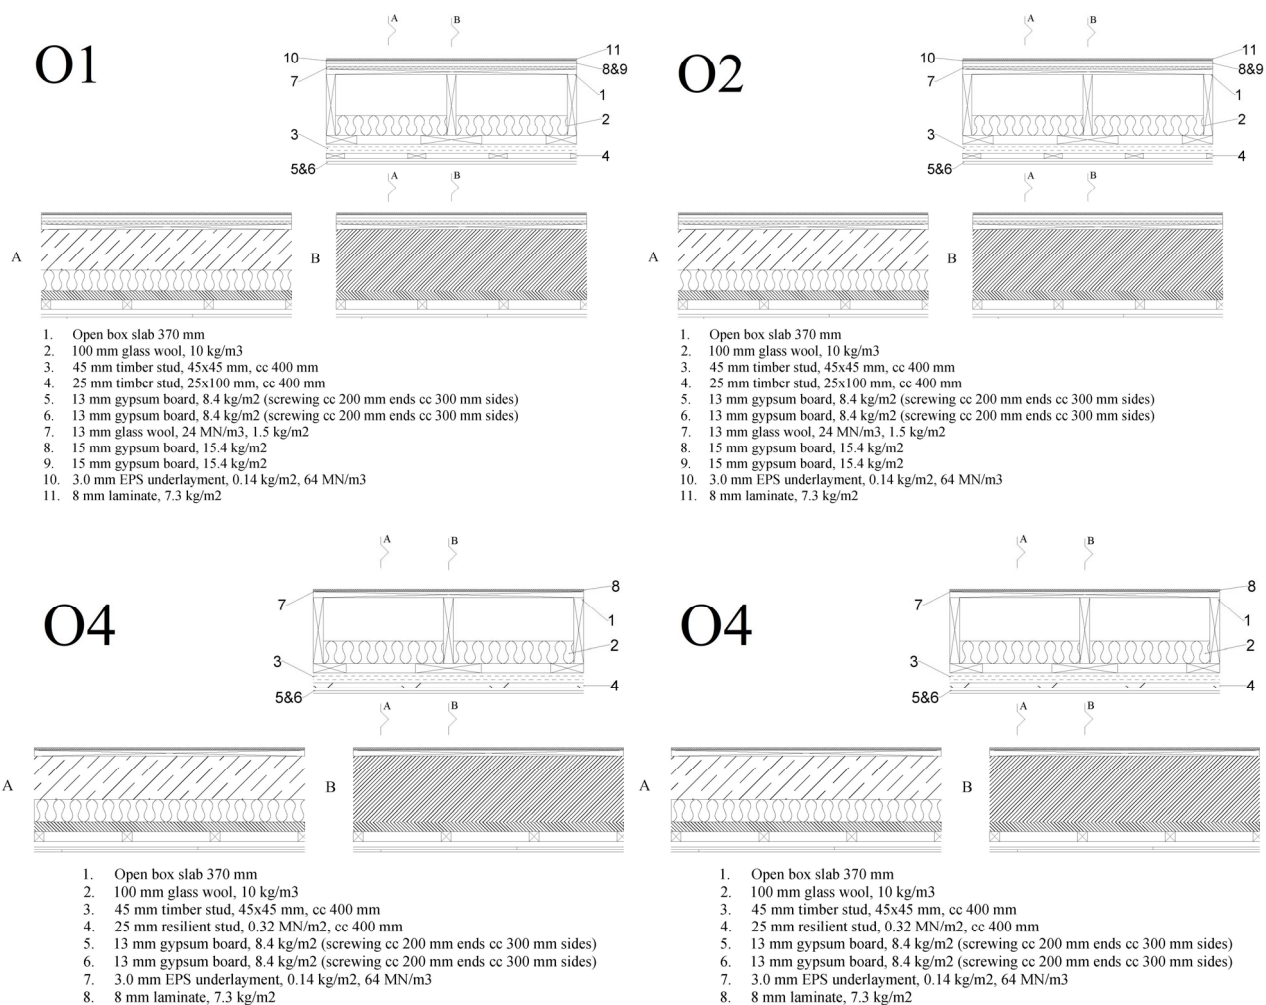 O1
A
B
10
11
7
8&9
1
2
3
4
5&6
A
B
A
B
1. Open box slab 370 mm
2. 100 mm glass wool, 10 kg/m3
3. 45 mm timber stud, 45x45 mm, cc 400 mm
4. 25 mm timber stud, 25x100 mm, cc 400 mm
5. 13 mm gypsum board, 8.4 kg/m2 (screwing cc 200 mm ends cc 300 mm sides)
6. 13 mm gypsum board, 8.4 kg/m2 (screwing cc 200 mm ends cc 300 mm sides)
7. 13 mm glass wool, 24 MN/m3, 1.5 kg/m2
8. 15 mm gypsum board, 15.4 kg/m2
9. 15 mm gypsum board, 15.4 kg/m2
10. 3.0 mm EPS underlayment, 0.14 kg/m2, 64 MN/m3
11. 8 mm laminate, 7.3 kg/m2
O2
A
B
10
11
7
8&9
1
2
3
4
5&6
A
B
A
B
1. Open box slab 370 mm
2. 100 mm glass wool, 10 kg/m3
3. 45 mm timber stud, 45x45 mm, cc 400 mm
4. 25 mm timber stud, 25x100 mm, cc 400 mm
5. 13 mm gypsum board, 8.4 kg/m2 (screwing cc 200 mm ends cc 300 mm sides)
6. 13 mm gypsum board, 8.4 kg/m2 (screwing cc 200 mm ends cc 300 mm sides)
7. 13 mm glass wool, 24 MN/m3, 1.5 kg/m2
8. 15 mm gypsum board, 15.4 kg/m2
9. 15 mm gypsum board, 15.4 kg/m2
10. 3.0 mm EPS underlayment, 0.14 kg/m2, 64 MN/m3
11. 8 mm laminate, 7.3 kg/m2
O4
A
B
8
7
1
2
3
4
5&6
A
B
A
B
1. Open box slab 370 mm
2. 100 mm glass wool, 10 kg/m3
3. 45 mm timber stud, 45x45 mm, cc 400 mm
4. 25 mm resilient stud, 0.32 MN/m2, cc 400 mm
5. 13 mm gypsum board, 8.4 kg/m2 (screwing cc 200 mm ends cc 300 mm sides)
6. 13 mm gypsum board, 8.4 kg/m2 (screwing cc 200 mm ends cc 300 mm sides)
7. 3.0 mm EPS underlayment, 0.14 kg/m2, 64 MN/m3
8. 8 mm laminate, 7.3 kg/m2
O4
A
B
8
7
1
2
3
4
5&6
A
B
A
B
1. Open box slab 370 mm
2. 100 mm glass wool, 10 kg/m3
3. 45 mm timber stud, 45x45 mm, cc 400 mm
4. 25 mm resilient stud, 0.32 MN/m2, cc 400 mm
5. 13 mm gypsum board, 8.4 kg/m2 (screwing cc 200 mm ends cc 300 mm sides)
6. 13 mm gypsum board, 8.4 kg/m2 (screwing cc 200 mm ends cc 300 mm sides)
7. 3.0 mm EPS underlayment, 0.14 kg/m2, 64 MN/m3
8. 8 mm laminate, 7.3 kg/m2